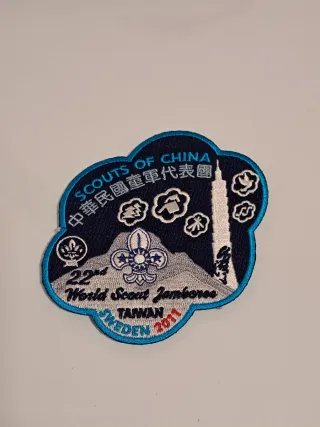 SCOUTS OF CHINA
中華民國童軍代表團
22nd
World Scout Jamboree
TAIWAN
SWEDEN 2011